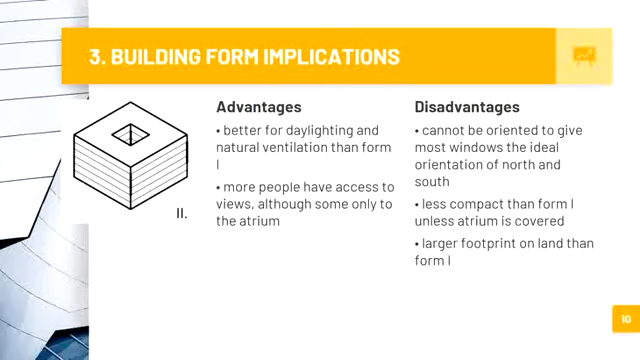 3. BUILDING FORM IMPLICATIONS
II.
Advantages
• better for daylighting and
natural ventilation than form
I
• more people have access to
views, although some only to
the atrium
Disadvantages
• cannot be oriented to give
most windows the ideal
orientation of north and
south
• less compact than form I
unless atrium is covered
• larger footprint on land than
form I
10